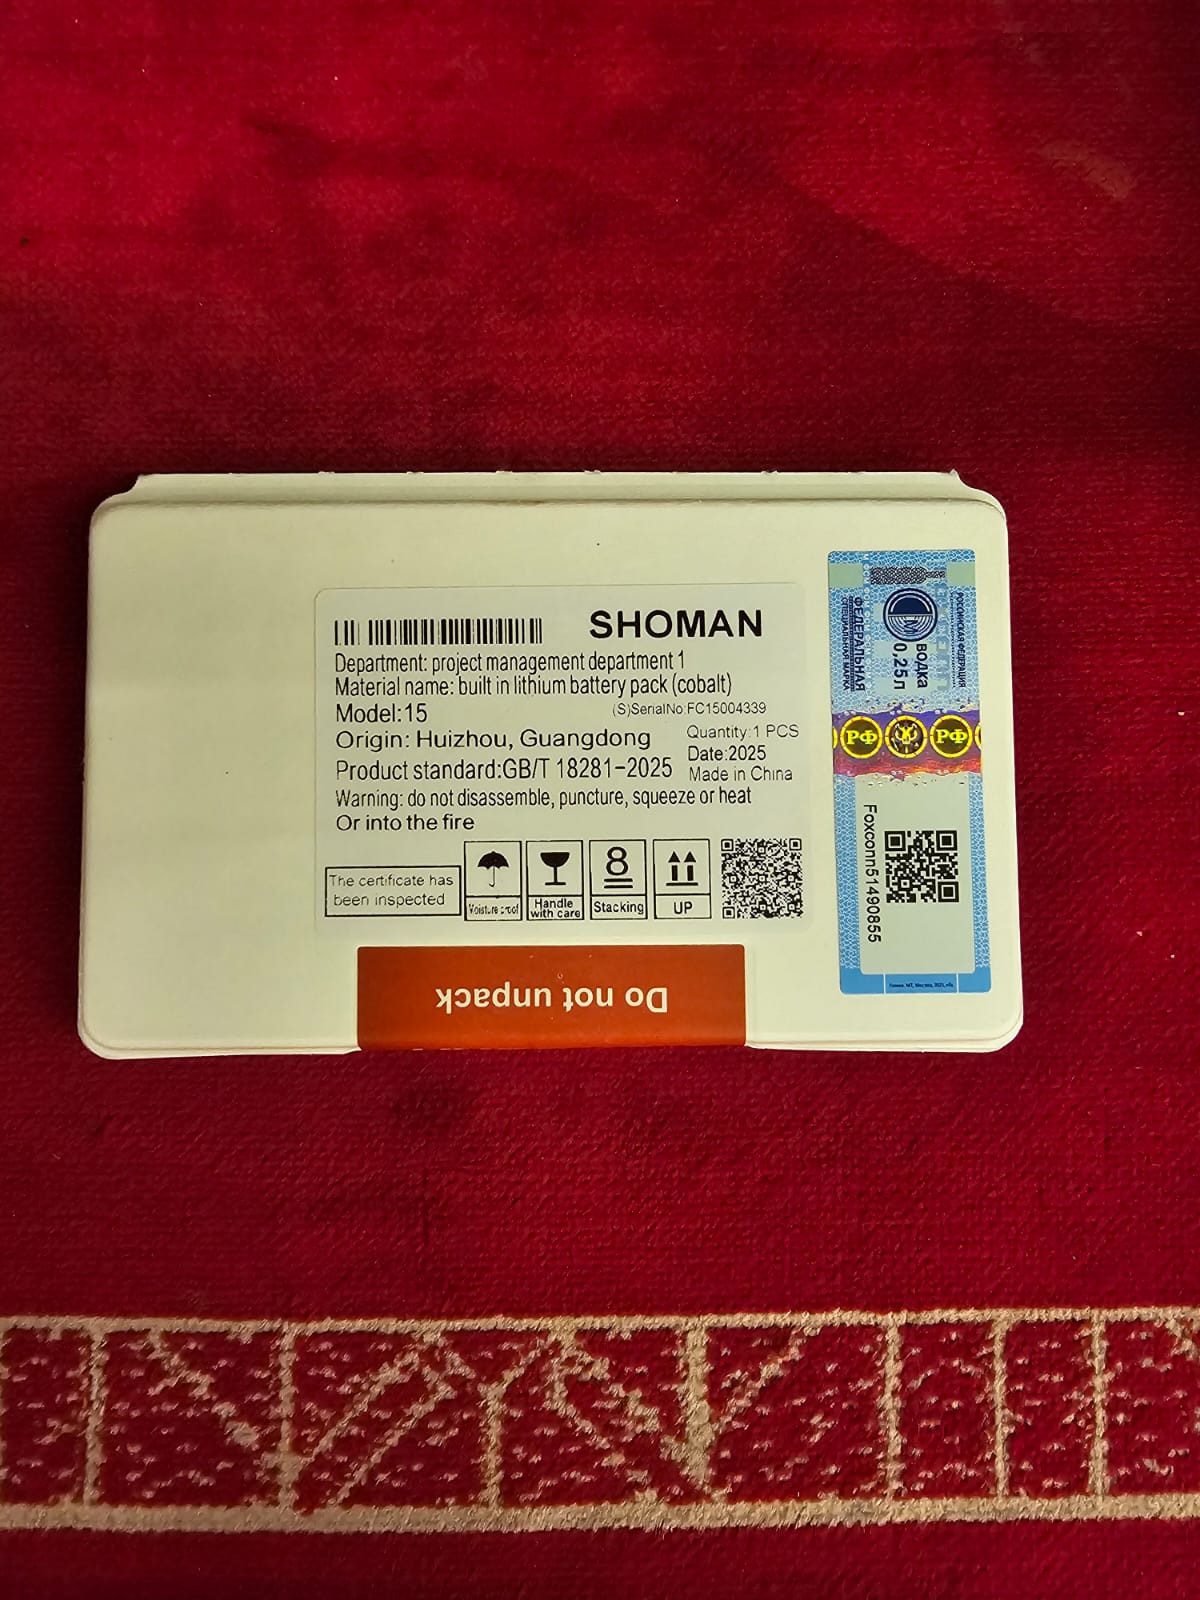 SHOMAN
Department: project management department 1
Material name: built in lithium battery pack (cobalt)
Model:15
(S)SerialNo:FC15004339
Origin: Huizhou, Guangdong
Quantity:1 PCS
Product standard:GB/T 18281-2025
Date:2025
Made in China
Warning: do not disassemble, puncture, squeeze or heat
Or into the fire
The certificate has
been inspected
Moisture proof
Handle
with care
8
Stacking
UP
Do not unpack
РОССИЙСКАЯ ФЕДЕРАЦИЯ
ВОДКА
0,25л
ФЕДЕРАЛЬНАЯ
СПЕЦИАЛЬНАЯ МАРКА
РФ
РФ
Foxconn51490855